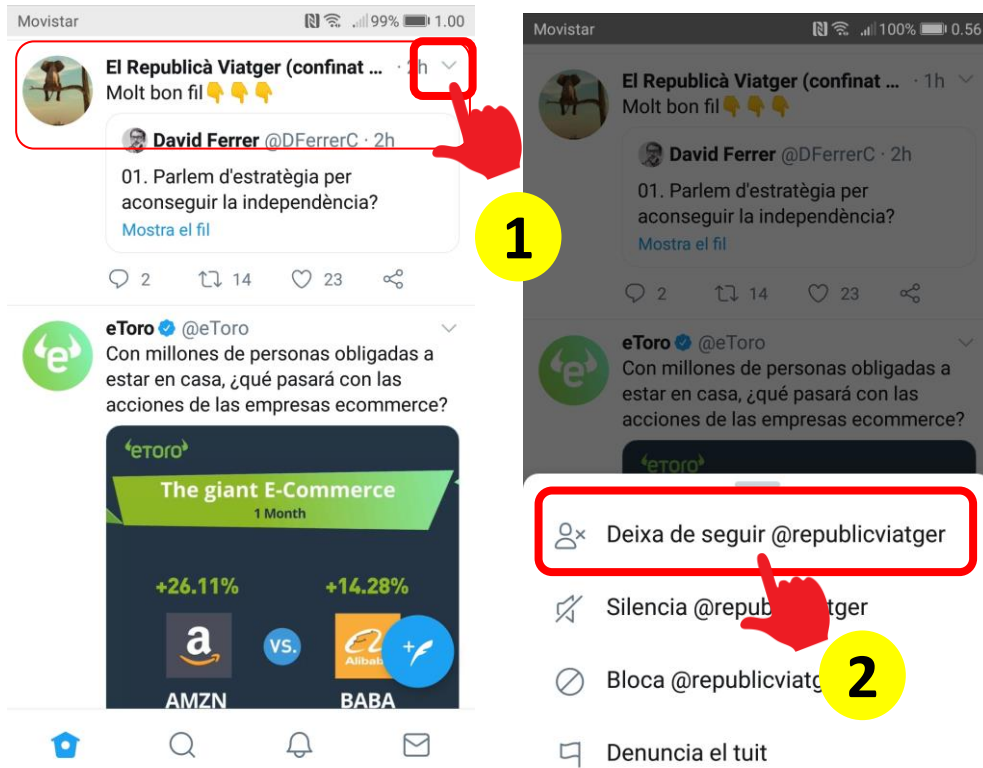 Movistar 99% 1.00
El Republicà Viatger (confinat ... · 2h
Molt bon fil👇👇👇
David Ferrer @DFerrerC · 2h
01. Parlem d'estratègia per
aconseguir la independència?
Mostra el fil
2 14 23
eToro @eToro
Con millones de personas obligadas a
estar en casa, ¿qué pasará con las
acciones de las empresas ecommerce?
eToro
The giant E-Commerce
1 Month
+26.11% +14.28%
a VS.
AMZN BABA
1
Movistar 100% 0.56
El Republicà Viatger (confinat ... · 1h
Molt bon fil👇👇👇
David Ferrer @DFerrerC · 2h
01. Parlem d'estratègia per
aconseguir la independència?
Mostra el fil
2 14 23
eToro @eToro
Con millones de personas obligadas a
estar en casa, ¿qué pasará con las
acciones de las empresas ecommerce?
eToro
Deixa de seguir @republicviatger
Silencia
Bloca
2
Denuncia el tuit